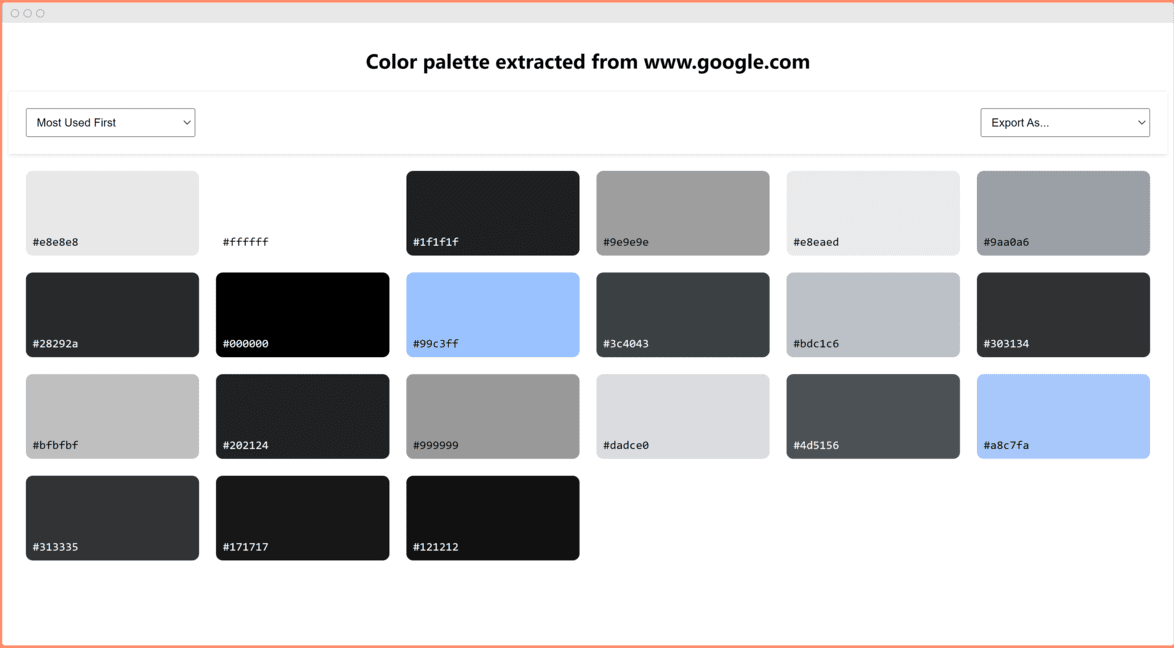 Color palette extracted from www.google.com
Most Used First
Export As...
#e8e8e8
#ffffff
#1f1f1f
#9e9e9e
#e8eaed
#9aa0a6
#28292a
#000000
#99c3ff
#3c4043
#bdc1c6
#303134
#bfbfbf
#202124
#999999
#dadce0
#4d5156
#a8c7fa
#313335
#171717
#121212